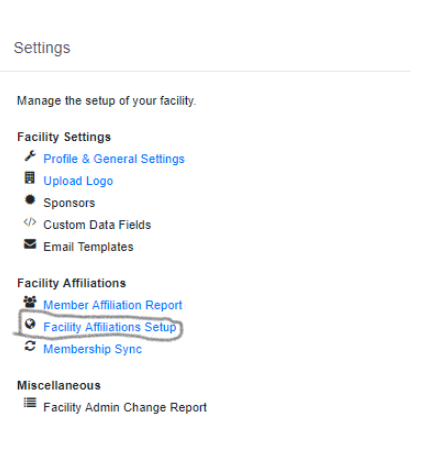 Settings
Manage the setup of your facility.
Facility Settings
Profile & General Settings
Upload Logo
Sponsors
Custom Data Fields
Email Templates
Facility Affiliations
Member Affiliation Report
Facility Affiliations Setup
Membership Sync
Miscellaneous
Facility Admin Change Report